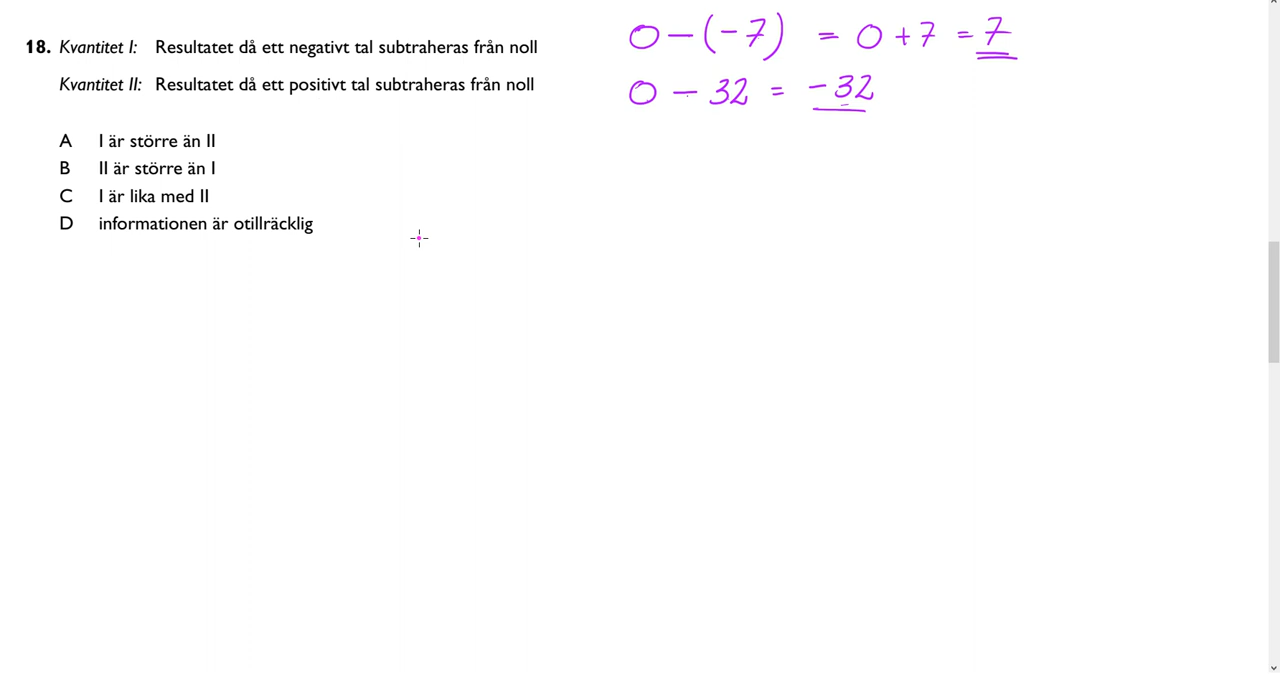 18. Kvantitet I: Resultatet då ett negativt tal subtraheras från noll
Kvantitet II: Resultatet då ett positivt tal subtraheras från noll
A I är större än II
B II är större än I
C I är lika med II
D informationen är otillräcklig
0 - (-7) = 0 + 7 = 7
0 - 32 = -32